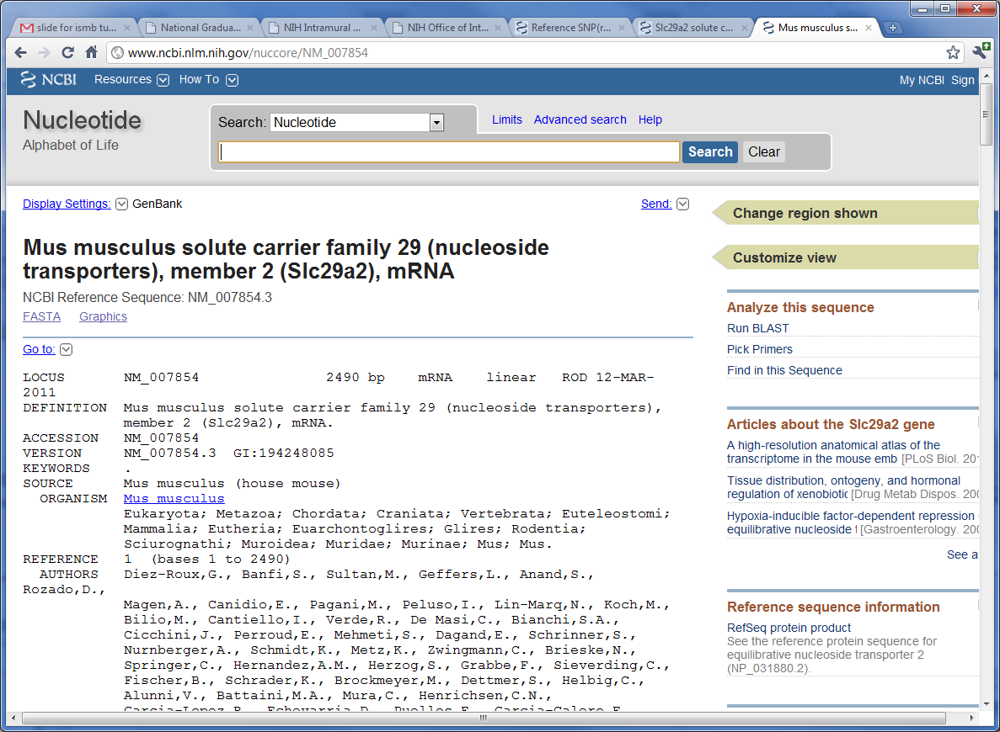 slide for ismb tu...
National Gradua...
NIH Intramural ...
NIH Office of Int...
Reference SNP(r...
Slc29a2 solute c...
Mus musculus s...
www.ncbi.nlm.nih.gov/nuccore/NM_007854
NCBI Resources How To My NCBI Sign
Nucleotide
Alphabet of Life
Search: Nucleotide
Limits Advanced search Help
Search Clear
Display Settings: GenBank Send:
Mus musculus solute carrier family 29 (nucleoside
transporters), member 2 (Slc29a2), mRNA
NCBI Reference Sequence: NM_007854.3
FASTA Graphics
Go to:
LOCUS NM_007854 2490 bp mRNA linear ROD 12-MAR-
2011
DEFINITION Mus musculus solute carrier family 29 (nucleoside transporters),
member 2 (Slc29a2), mRNA.
ACCESSION NM_007854
VERSION NM_007854.3 GI:194248085
KEYWORDS .
SOURCE Mus musculus (house mouse)
ORGANISM Mus musculus
Eukaryota; Metazoa; Chordata; Craniata; Vertebrata; Euteleostomi;
Mammalia; Eutheria; Euarchontoglires; Glires; Rodentia;
Sciurognathi; Muroidea; Muridae; Murinae; Mus; Mus.
REFERENCE 1 (bases 1 to 2490)
AUTHORS Diez-Roux,G., Banfi,S., Sultan,M., Geffers,L., Anand,S.,
Rozado,D.,
Magen,A., Canidio,E., Pagani,M., Peluso,I., Lin-Marq,N., Koch,M.,
Bilio,M., Cantiello,I., Verde,R., De Masi,C., Bianchi,S.A.,
Cicchini,J., Perroud,E., Mehmeti,S., Dagand,E., Schrinner,S.,
Nurnberger,A., Schmidt,K., Metz,K., Zwingmann,C., Brieske,N.,
Springer,C., Hernandez,A.M., Herzog,S., Grabbe,F., Sieverding,C.,
Fischer,B., Schrader,K., Brockmeyer,M., Dettmer,S., Helbig,C.,
Alunni,V., Battaini,M.A., Mura,C., Henrichsen,C.N.,
Garcia-Lopez,R., Echevarria,D., Puelles,E., Garcia-Calero,E.,
Change region shown
Customize view
Analyze this sequence
Run BLAST
Pick Primers
Find in this Sequence
Articles about the Slc29a2 gene
A high-resolution anatomical atlas of the
transcriptome in the mouse emb [PLoS Biol. 201
Tissue distribution, ontogeny, and hormonal
regulation of xenobiotic [Drug Metab Dispos. 200
Hypoxia-inducible factor-dependent repression
equilibrative nucleoside t [Gastroenterology. 200
See a
Reference sequence information
RefSeq protein product
See the reference protein sequence for
equilibrative nucleoside transporter 2
(NP_031880.2).